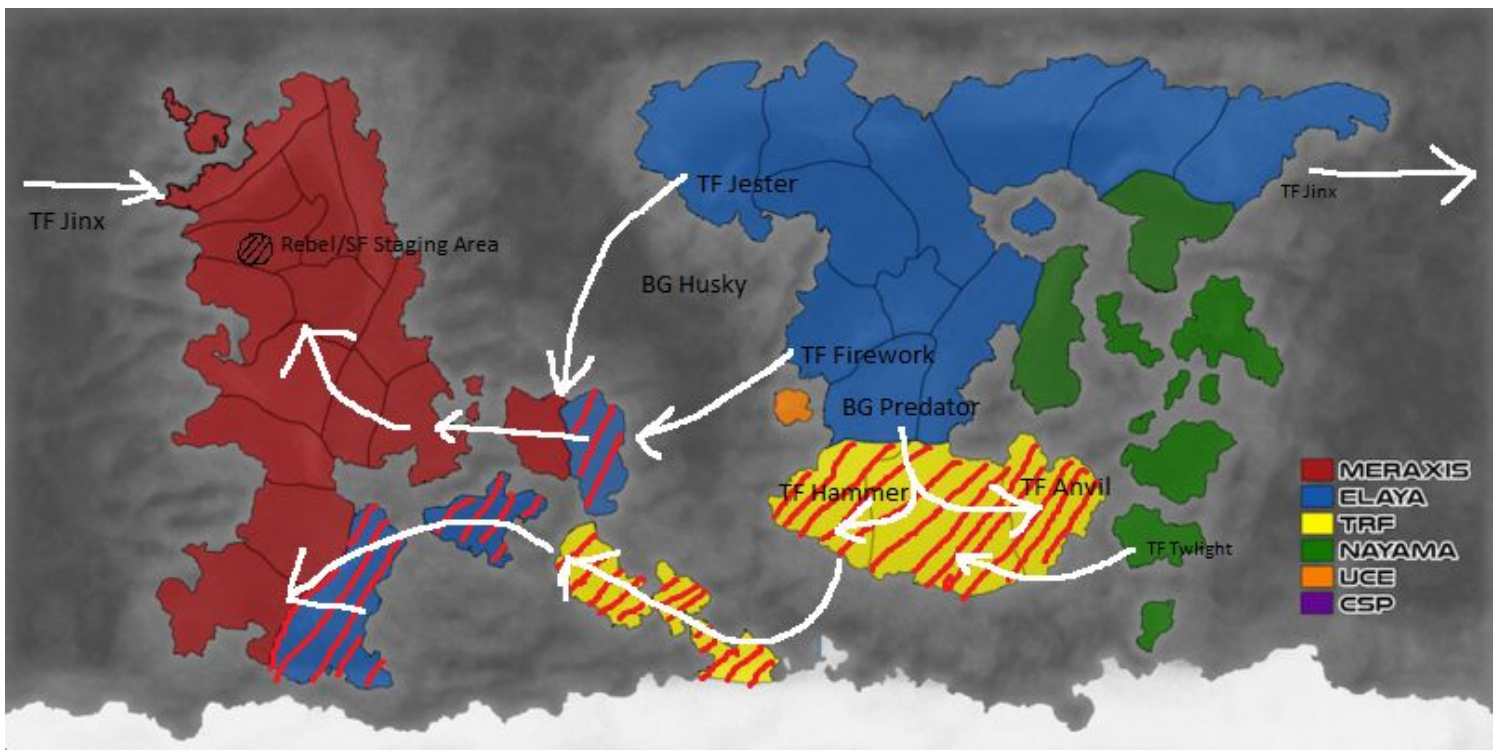 TF Jester
TF Jinx
TF Jinx
Rebel/SF Staging Area
BG Husky
TF Firework
BG Predator
TF Hammer
TF Anvil
TF Twlight
MERAXIS
ELAYA
TRF
NAYAMA
UCE
CSP